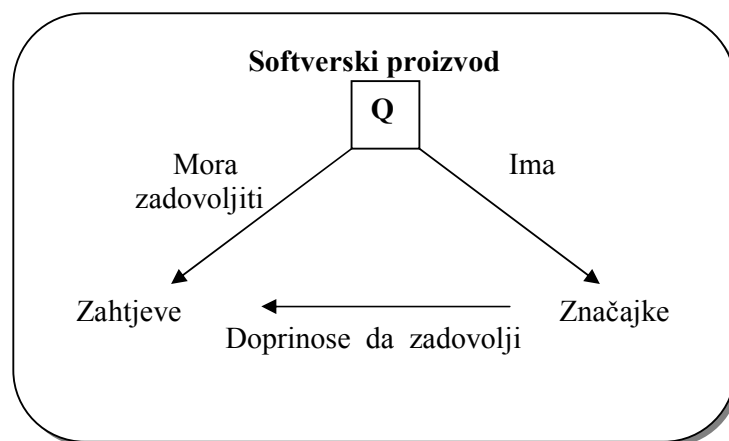 Softverski proizvod
Q
Mora
zadovoljiti
Ima
Zahtjeve
Značajke
Doprinose da zadovolji